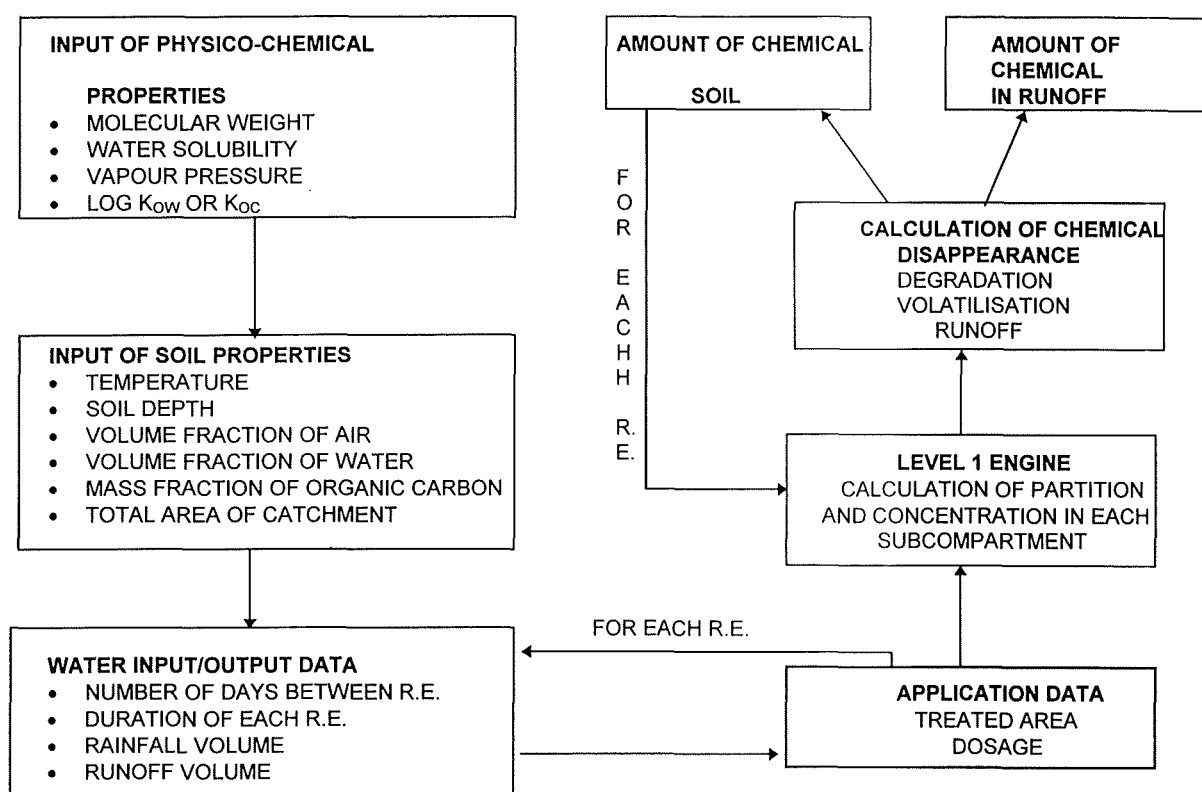 INPUT OF PHYSICO-CHEMICAL
PROPERTIES
• MOLECULAR WEIGHT
• WATER SOLUBILITY
• VAPOUR PRESSURE
• LOG KOW OR KOC
INPUT OF SOIL PROPERTIES
• TEMPERATURE
• SOIL DEPTH
• VOLUME FRACTION OF AIR
• VOLUME FRACTION OF WATER
• MASS FRACTION OF ORGANIC CARBON
• TOTAL AREA OF CATCHMENT
WATER INPUT/OUTPUT DATA
• NUMBER OF DAYS BETWEEN R.E.
• DURATION OF EACH R.E.
• RAINFALL VOLUME
• RUNOFF VOLUME
FOR EACH R.E.
APPLICATION DATA
TREATED AREA
DOSAGE
LEVEL 1 ENGINE
CALCULATION OF PARTITION
AND CONCENTRATION IN EACH
SUBCOMPARTMENT
CALCULATION OF CHEMICAL
DISAPPEARANCE
DEGRADATION
VOLATILISATION
RUNOFF
AMOUNT OF CHEMICAL
SOIL
AMOUNT OF
CHEMICAL
IN RUNOFF
FOR EACHH R.E.